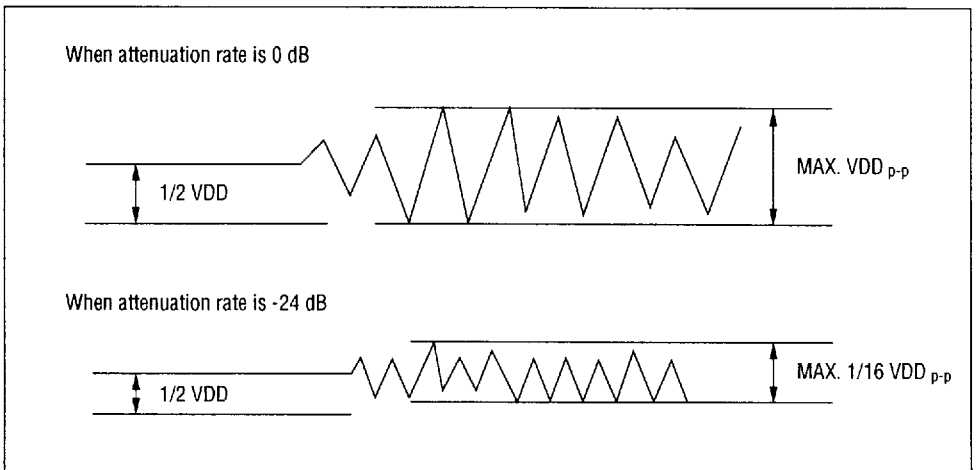 When attenuation rate is 0 dB
1/2 VDD
MAX. VDD p-p
When attenuation rate is -24 dB
1/2 VDD
MAX. 1/16 VDD p-p